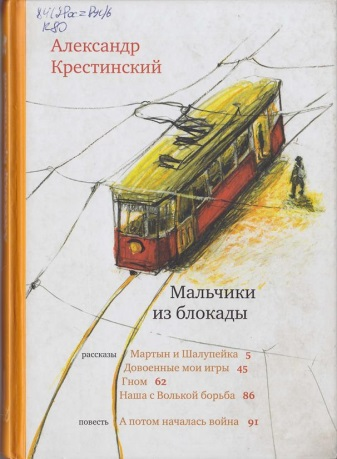 Александр
Крестинский
Мальчики
из блокады
рассказы
Мартын и Шалупейка 5
Довоенные мои игры 45
Гном 62
Наша с Волькой борьба 86
повесть
А потом началась война 91